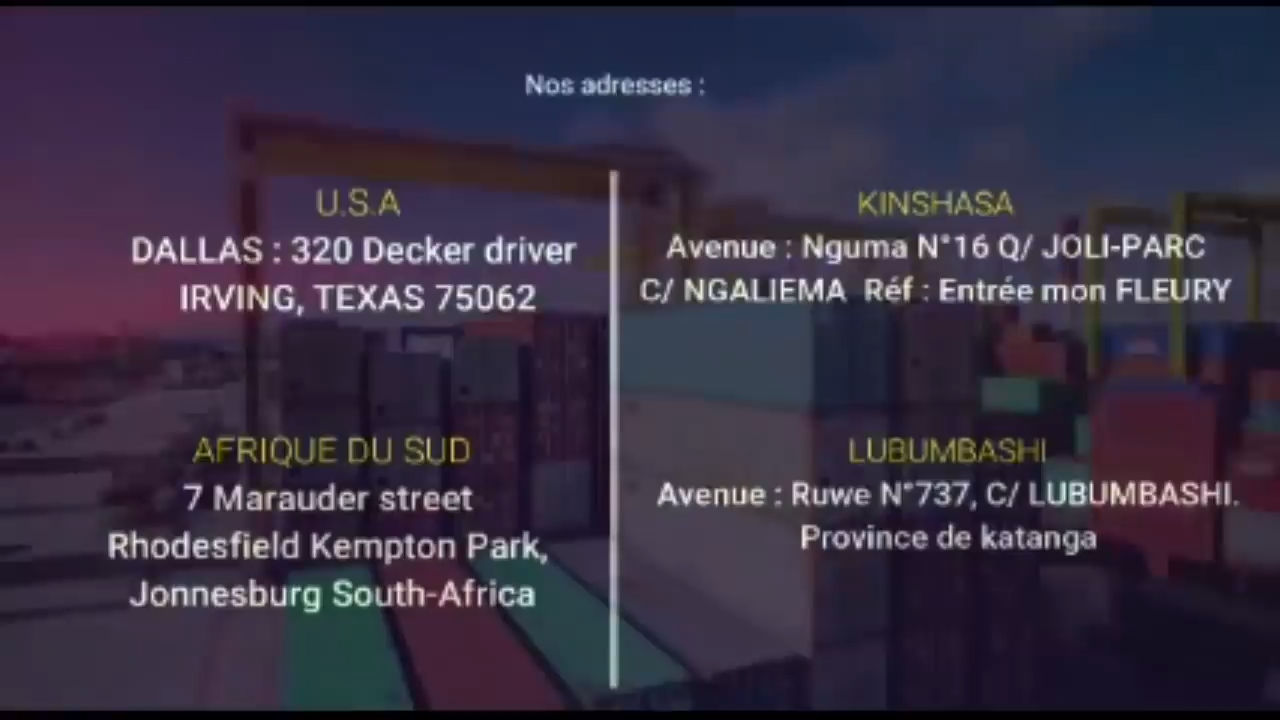 Nos adresses :
U.S.A
DALLAS : 320 Decker driver
IRVING, TEXAS 75062
AFRIQUE DU SUD
7 Marauder street
Rhodesfield Kempton Park,
Jonnesburg South-Africa
KINSHASA
Avenue : Nguma N°16 Q/ JOLI-PARC
C/ NGALIEMA Réf : Entrée mon FLEURY
LUBUMBASHI
Avenue : Ruwe N°737, C/ LUBUMBASHI.
Province de katanga